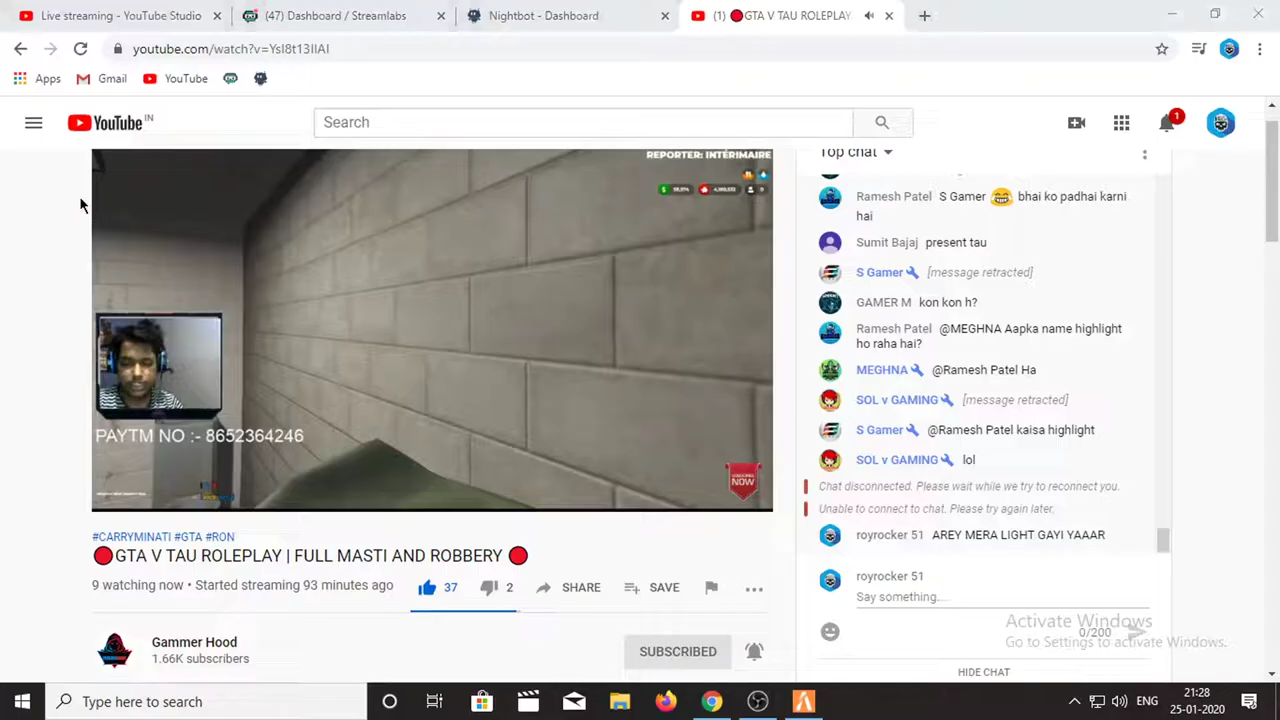 Live streaming - YouTube Studio
(47) Dashboard / Streamlabs
Nightbot - Dashboard
(1) 🔴GTA V TAU ROLEPLAY
youtube.com/watch?v=YsI8t13IIAI
Apps
Gmail
YouTube
YouTube IN
Search
1
REPORTER: INTÉRIMAIRE
PAYTM NO :- 8652364246
NOW
Top chat
Ramesh Patel S Gamer 😂 bhai ko padhai karni
hai
Sumit Bajaj present tau
S Gamer [message retracted]
GAMER M kon kon h?
Ramesh Patel @MEGHNA Aapka name highlight
ho raha hai?
MEGHNA @Ramesh Patel Ha
SOL v GAMING [message retracted]
S Gamer @Ramesh Patel kaisa highlight
SOL v GAMING lol
Chat disconnected. Please wait while we try to reconnect you.
Unable to connect to chat. Please try again later.
royrocker 51 AREY MERA LIGHT GAYI YAAAR
royrocker 51
Say something...
0/200
HIDE CHAT
#CARRYMINATI #GTA #RON
🔴GTA V TAU ROLEPLAY | FULL MASTI AND ROBBERY 🔴
9 watching now • Started streaming 93 minutes ago
37
2
SHARE
SAVE
Gammer Hood
1.66K subscribers
SUBSCRIBED
Activate Windows
Go to Settings to activate Windows.
Type here to search
ENG
21:28
25-01-2020